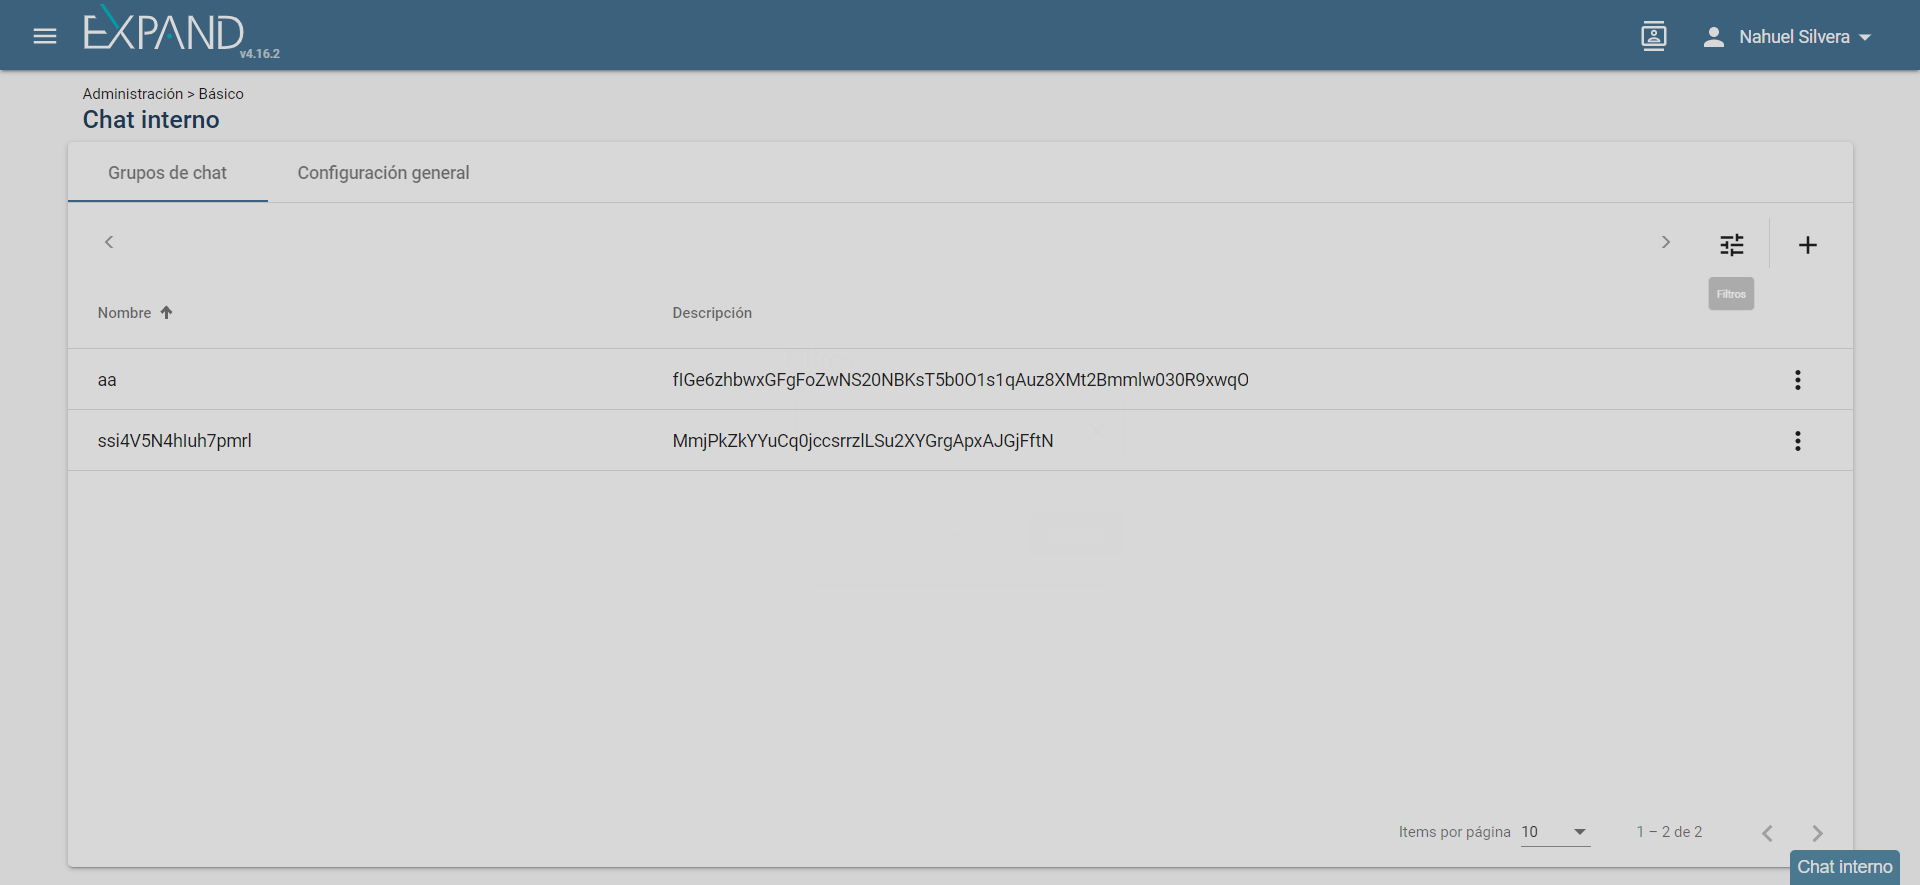 EXPAND
v4.16.2
Nahuel Silvera
Administración > Básico
Chat interno
Grupos de chat
Configuración general
Filtros
Nombre
Descripción
aa
fIGe6zhbwxGFgFoZwNS20NBKsT5b0O1s1qAuz8XMt2Bmmlw030R9xwqO
ssi4V5N4hIuh7pmrl
MmjPkZkYYuCq0jccsrrzlLSu2XYGrgApxAJGjFftN
Items por página 10
1 – 2 de 2
Chat interno